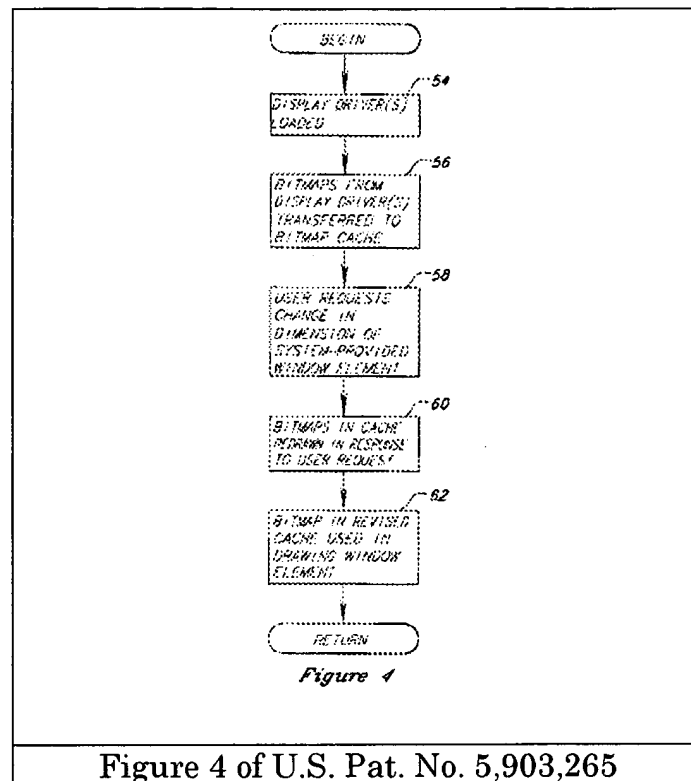 BEGIN
54
DISPLAY DRIVER(S)
LOADED
56
BITMAPS FROM
DISPLAY DRIVER(S)
TRANSFERRED TO
BITMAP CACHE
58
USER REQUESTS
CHANGE IN
DIMENSION OF
SYSTEM-PROVIDED
WINDOW ELEMENT
60
BITMAPS IN CACHE
REDRAWN IN RESPONSE
TO USER REQUEST
62
BITMAP IN REVISED
CACHE USED IN
DRAWING WINDOW
ELEMENT
RETURN
Figure 4
Figure 4 of U.S. Pat. No. 5,903,265